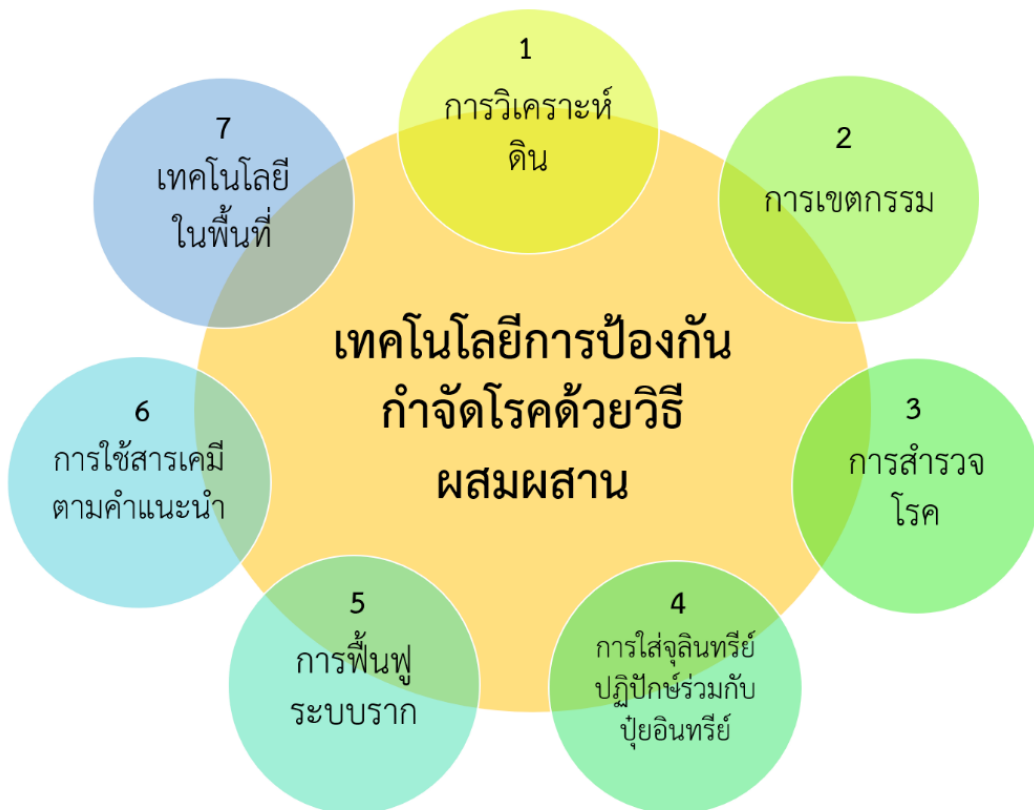 1
การวิเคราะห์
ดิน
2
การเขตกรรม
3
การสำรวจ
โรค
4
การใส่จุลินทรีย์
ปฏิปักษ์ร่วมกับ
ปุ๋ยอินทรีย์
5
การฟื้นฟู
ระบบราก
6
การใช้สารเคมี
ตามคำแนะนำ
7
เทคโนโลยี
ในพื้นที่
เทคโนโลยีการป้องกัน
กำจัดโรคด้วยวิธี
ผสมผสาน